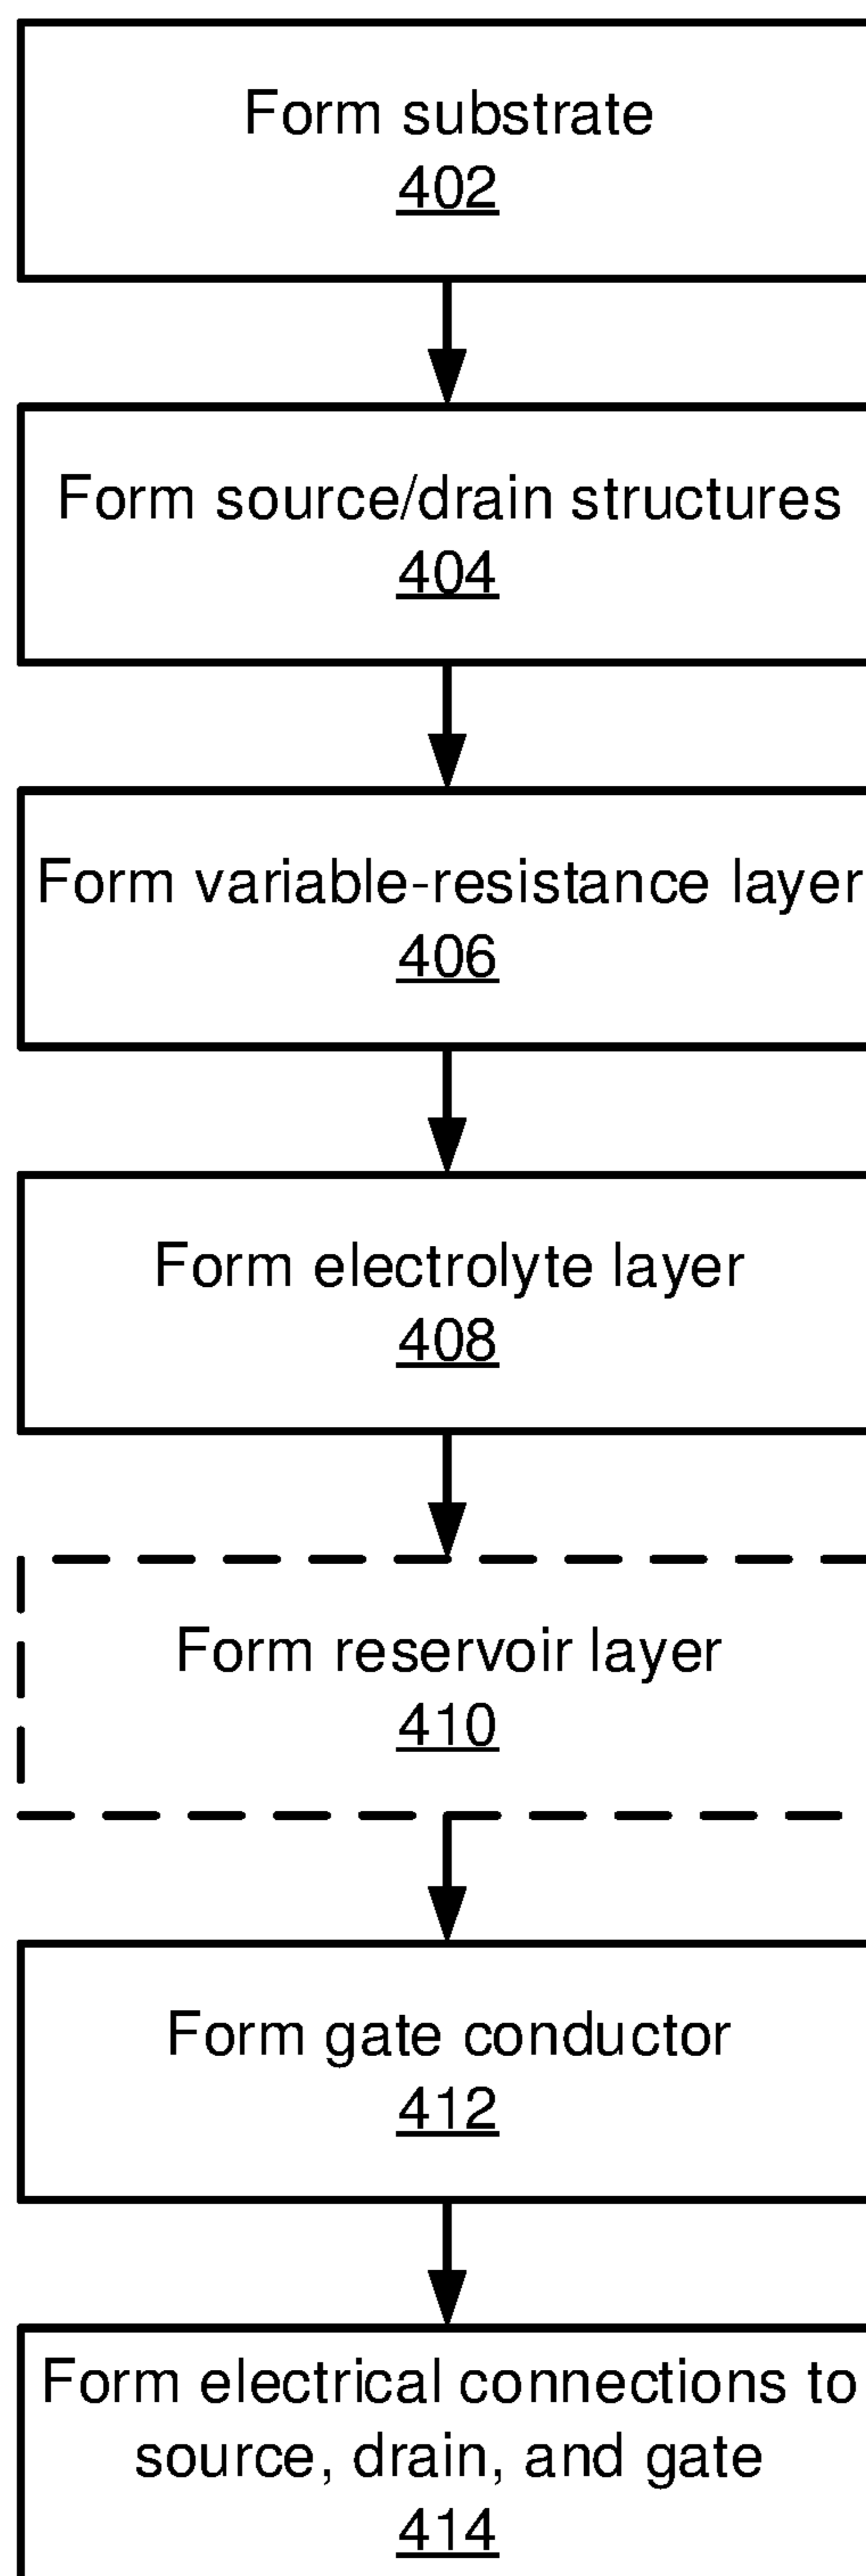 Form substrate
402
Form source/drain structures
404
Form variable-resistance layer
406
Form electrolyte layer
408
Form reservoir layer
410
Form gate conductor
412
Form electrical connections to
source, drain, and gate
414